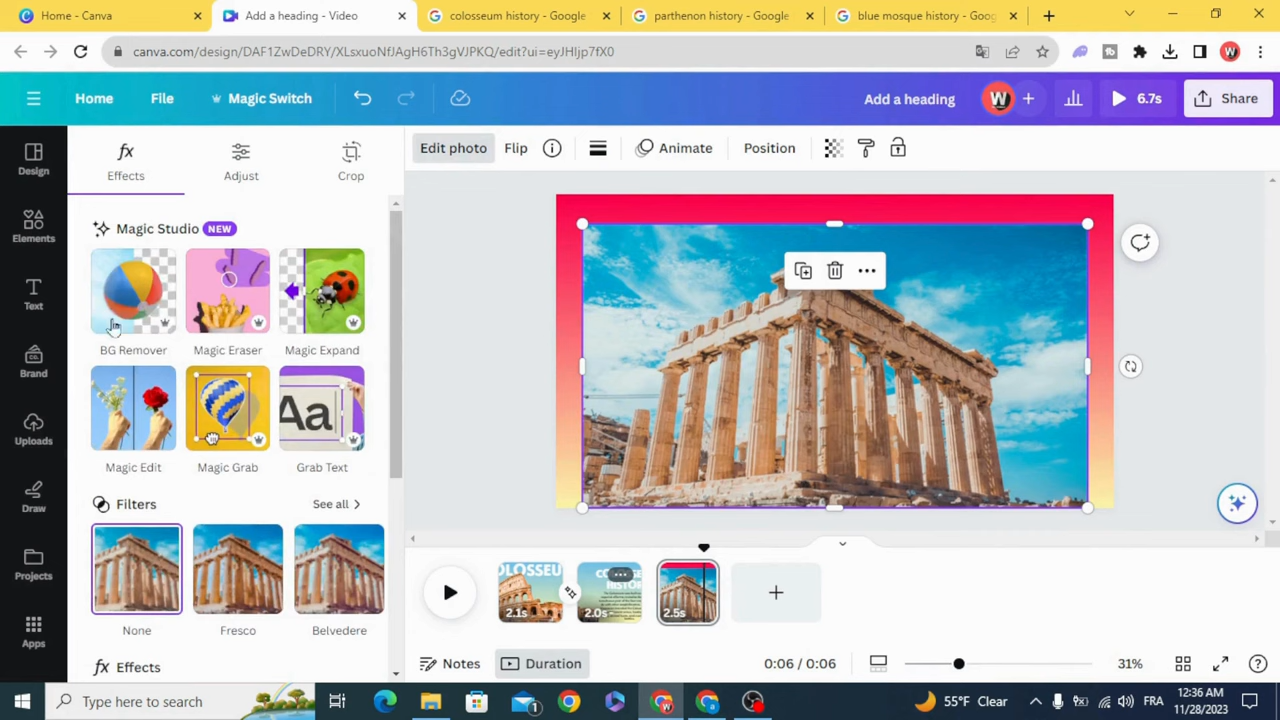 Home - Canva
Add a heading - Video
colosseum history - Google
parthenon history - Google
blue mosque history - Goog
canva.com/design/DAF1ZwDeDRY/XLsxuoNfJAgH6Th3gVJPKQ/edit?ui=eyJHIjp7fX0
Home
File
Magic Switch
Add a heading
W
6.7s
Share
Design
Elements
Text
Brand
Uploads
Draw
Projects
Apps
Effects
Adjust
Crop
Edit photo
Flip
Animate
Position
Magic Studio NEW
BG Remover
Magic Eraser
Magic Expand
Aa
Magic Edit
Magic Grab
Grab Text
Filters
See all
None
Fresco
Belvedere
Effects
OLOSSEU
2.1s
HISTORY
2.0s
2.5s
Notes
Duration
0:06 / 0:06
31%
Type here to search
55°F Clear
FRA
12:36 AM
11/28/2023